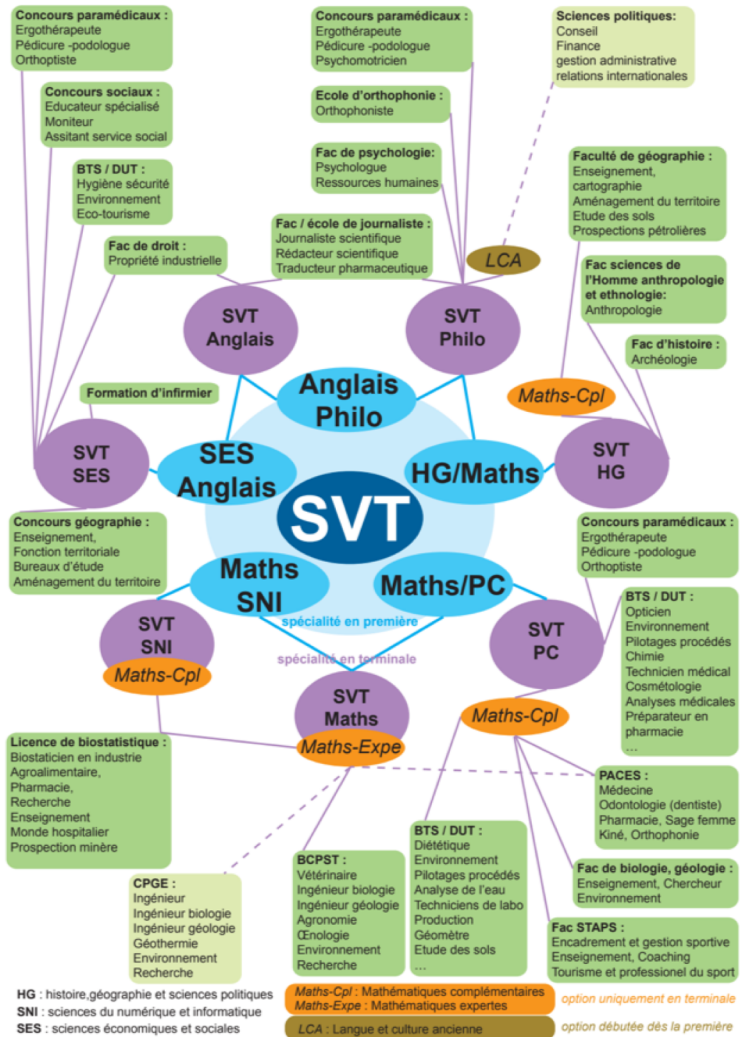 Concours paramédicaux :
Ergothérapeute
Pédicure -podologue
Orthoptiste
Concours sociaux :
Educateur spécialisé
Moniteur
Assitant service social
BTS / DUT :
Hygiène sécurité
Environnement
Eco-tourisme
Fac de droit :
Propriété industrielle
Concours paramédicaux :
Ergothérapeute
Pédicure -podologue
Psychomotricien
Ecole d'orthophonie :
Orthophoniste
Fac de psychologie:
Psychologue
Ressources humaines
Fac / école de journaliste :
Journaliste scientifique
Rédacteur scientifique
Traducteur pharmaceutique
Sciences politiques:
Conseil
Finance
gestion administrative
relations internationales
LCA
Faculté de géographie :
Enseignement,
cartographie
Aménagement du territoire
Etude des sols
Prospections pétrolières
Fac sciences de
l'Homme anthropologie
et ethnologie:
Anthropologie
Fac d'histoire :
Archéologie
SVT
Anglais
SVT
Philo
Maths-Cpl
Formation d'infirmier
Anglais
Philo
SVT
SES
SES
Anglais
HG/Maths
SVT
HG
SVT
Concours géographie :
Enseignement,
Fonction territoriale
Bureaux d'étude
Aménagement du territoire
Maths
SNI
Maths/PC
spécialité en première
spécialité en terminale
Concours paramédicaux :
Ergothérapeute
Pédicure -podologue
Orthoptiste
SVT
SNI
Maths-Cpl
SVT
PC
BTS / DUT :
Opticien
Environnement
Pilotages procédés
Chimie
Technicien médical
Cosmétologie
Analyses médicales
Préparateur en
pharmacie
...
SVT
Maths
Maths-Expe
Maths-Cpl
Licence de biostatistique :
Biostaticien en industrie
Agroalimentaire,
Pharmacie,
Recherche
Enseignement
Monde hospitalier
Prospection minère
PACES :
Médecine
Odontologie (dentiste)
Pharmacie, Sage femme
Kiné, Orthophonie
CPGE :
Ingénieur
Ingénieur biologie
Ingénieur géologie
Géothermie
Environnement
Recherche
BCPST :
Vétérinaire
Ingénieur biologie
Ingénieur géologie
Agronomie
Œnologie
Environnement
Recherche
BTS / DUT :
Diététique
Environnement
Pilotages procédés
Analyse de l'eau
Techniciens de labo
Production
Géomètre
Etude des sols
...
Fac de biologie, géologie :
Enseignement, Chercheur
Environnement
Fac STAPS :
Encadrement et gestion sportive
Enseignement, Coaching
Tourisme et professionel du sport
HG : histoire,géographie et sciences politiques
SNI : sciences du numérique et informatique
SES : sciences économiques et sociales
Maths-Cpl : Mathématiques complémentaires
Maths-Expe : Mathématiques expertes
option uniquement en terminale
LCA : Langue et culture ancienne
option débutée dès la première